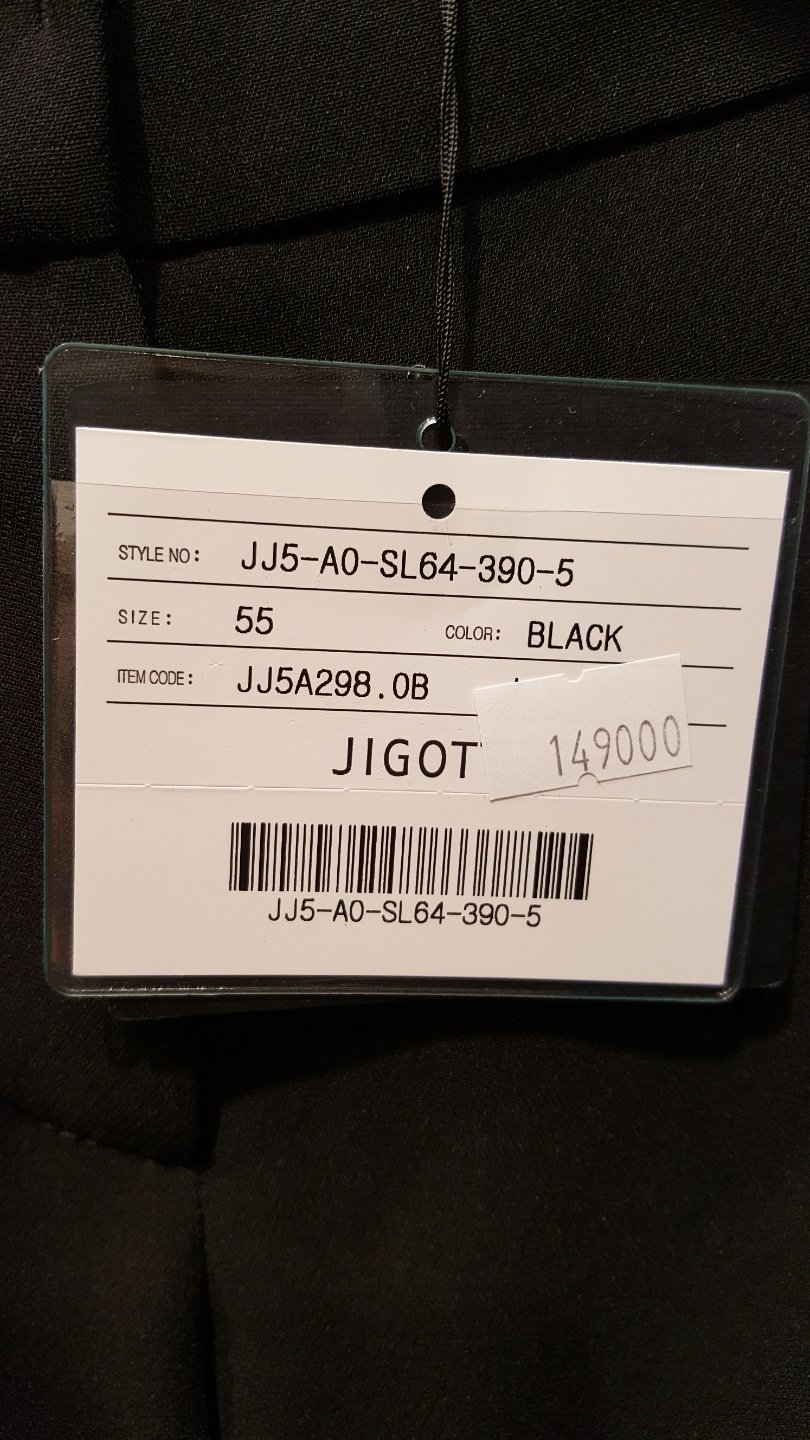 STYLE NO: JJ5-A0-SL64-390-5
SIZE: 55 COLOR: BLACK
ITEM CODE: JJ5A298.0B
JIGOT
149000
JJ5-A0-SL64-390-5